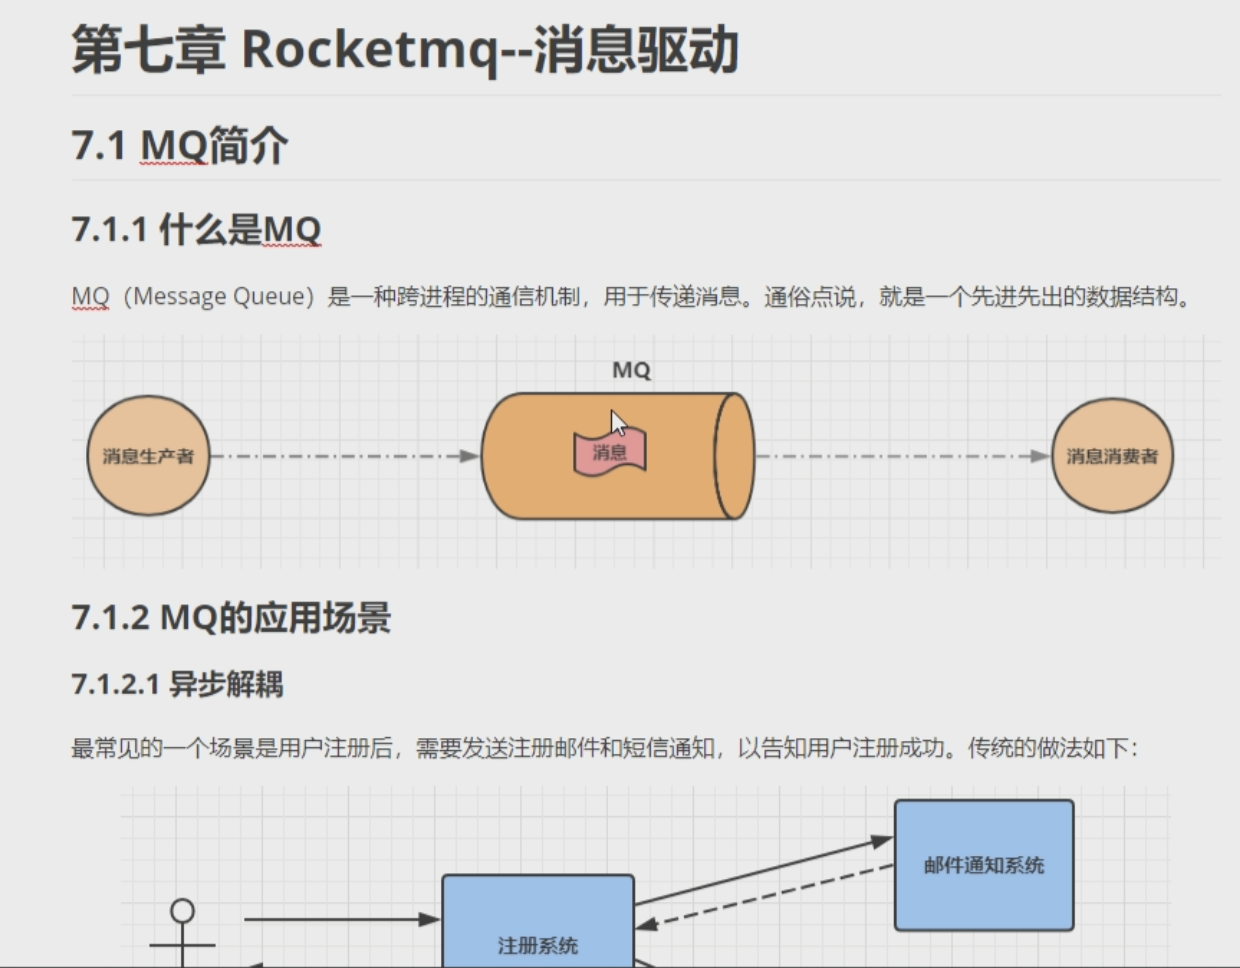 第七章 Rocketmq--消息驱动
7.1 MQ简介
7.1.1 什么是MQ
MQ（Message Queue）是一种跨进程的通信机制，用于传递消息。通俗点说，就是一个先进先出的数据结构。
MQ
消息生产者
消息
消息消费者
7.1.2 MQ的应用场景
7.1.2.1 异步解耦
最常见的一个场景是用户注册后，需要发送注册邮件和短信通知，以告知用户注册成功。传统的做法如下：
邮件通知系统
注册系统